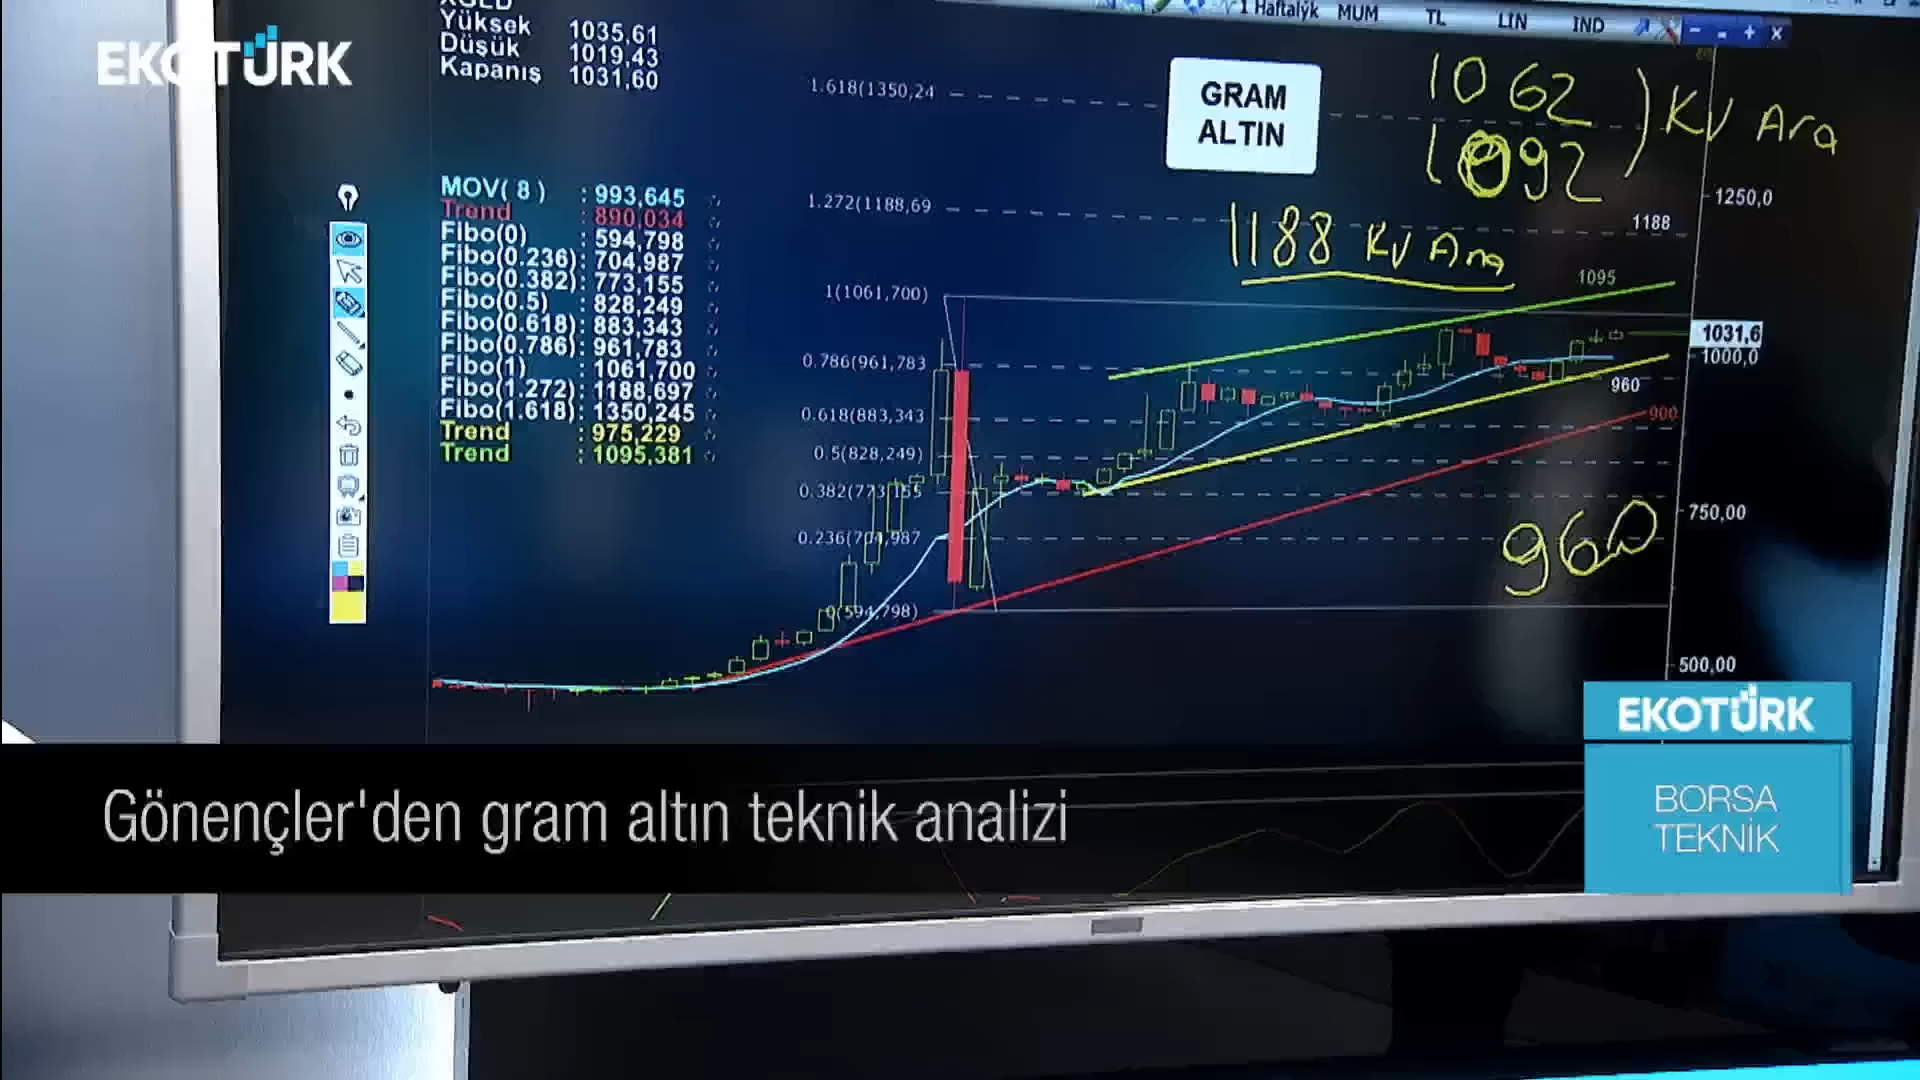 EKOTÜRK
Yüksek 1035,61
Düşük 1019,43
Kapanış 1031,60
1 Haftalýk MUM TL LIN IND
GRAM
ALTIN
1062
1092
) KV Ara
1188 KV Ara
MOV( 8 ) : 993,645
Trend : 890,034
Fibo(0) : 594,798
Fibo(0.236) : 704,987
Fibo(0.382) : 773,155
Fibo(0.5) : 828,249
Fibo(0.618) : 883,343
Fibo(0.786) : 961,783
Fibo(1) : 1061,700
Fibo(1.272) : 1188,697
Fibo(1.618) : 1350,245
Trend : 975,229
Trend : 1095,381
1.618(1350,24
1.272(1188,69
1(1061,700)
0.786(961,783
0.618(883,343
0.5(828,249)
0.382(773,155
0.236(704,987
0(594,798)
1250,0
1188
1095
1031,6
1000,0
960
900
750,00
960
500,00
EKOTÜRK
BORSA
TEKNİK
Gönençler'den gram altın teknik analizi